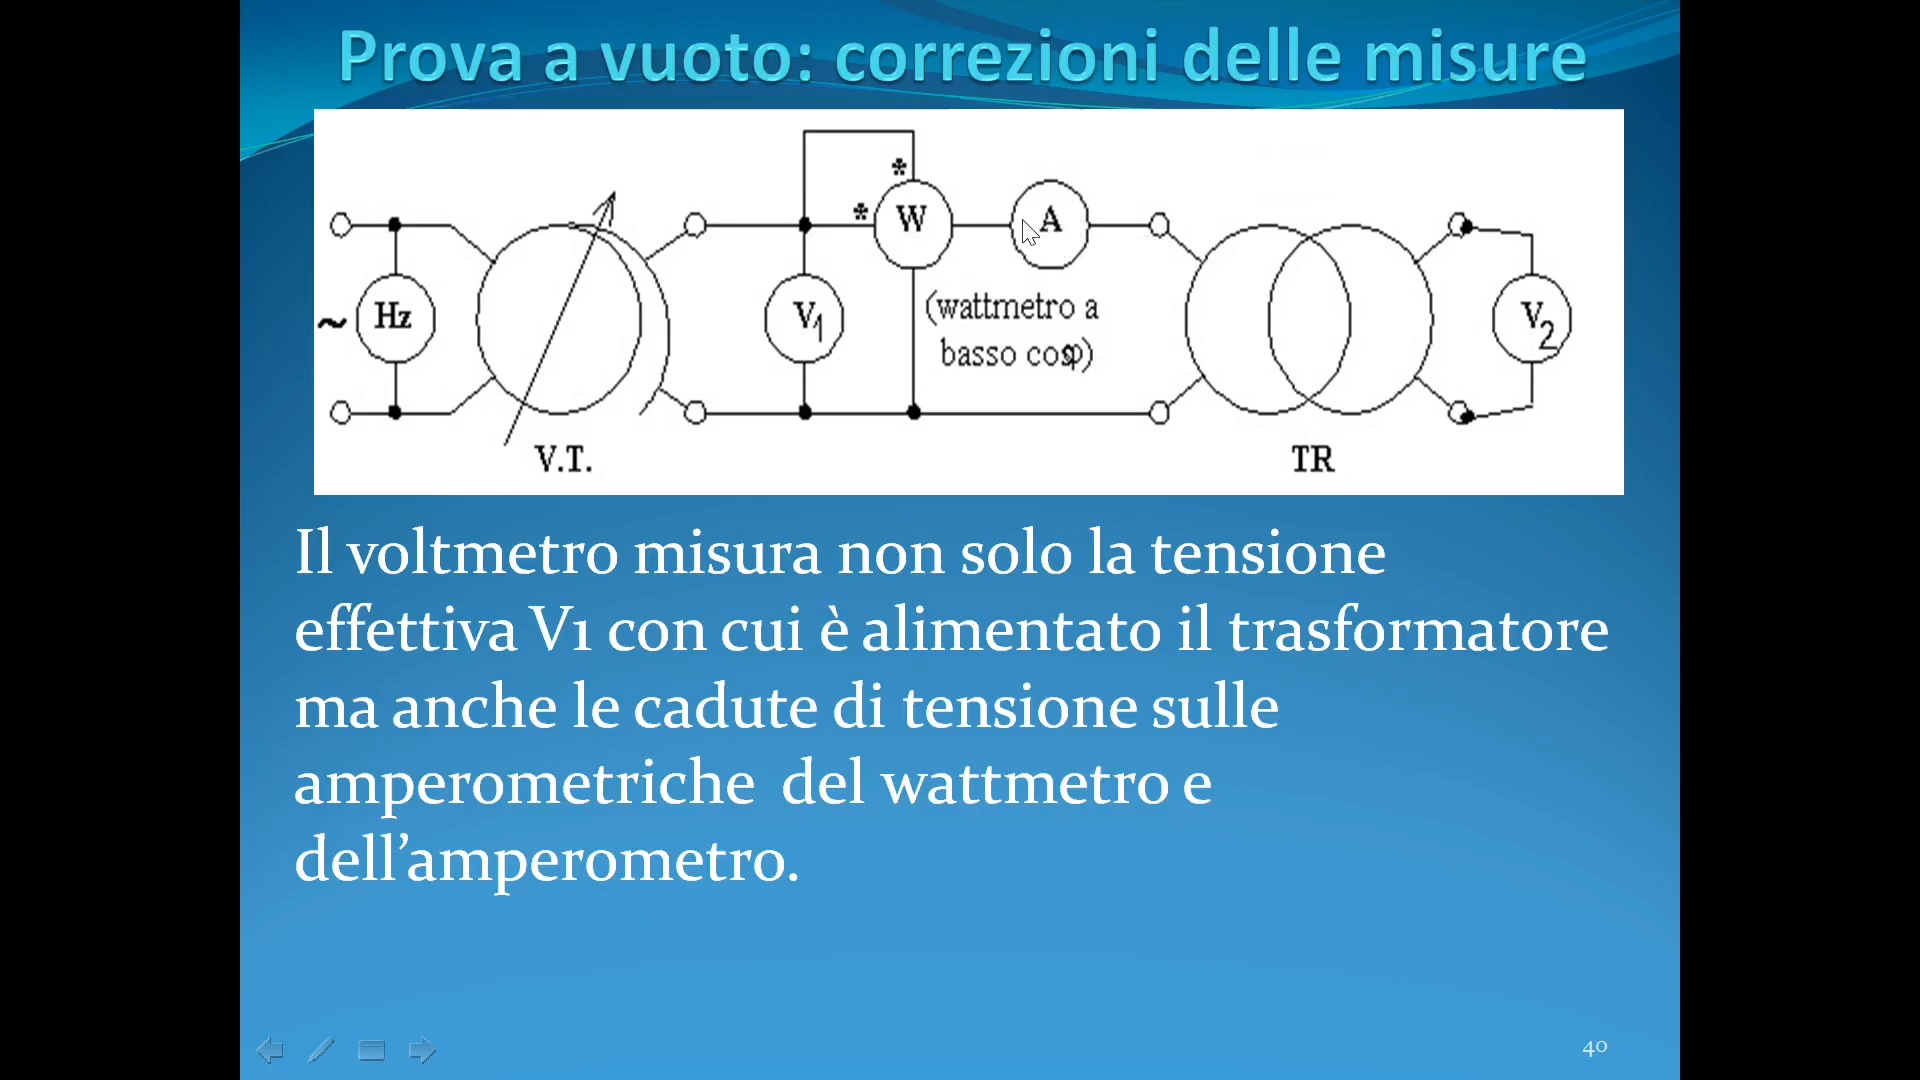 Prova a vuoto: correzioni delle misure
* 
* W A
~ Hz V1 (wattmetro a V2
basso cosφ)
V.T. TR
Il voltmetro misura non solo la tensione
effettiva V1 con cui è alimentato il trasformatore
ma anche le cadute di tensione sulle
amperometriche del wattmetro e
dell’amperometro.
40